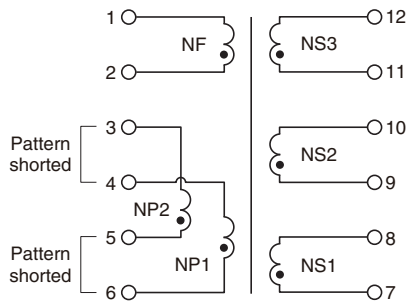 1
12
NF
NS3
2
11
3
10
Pattern
shorted
NS2
4
9
NP2
5
8
Pattern
shorted
NP1
NS1
6
7